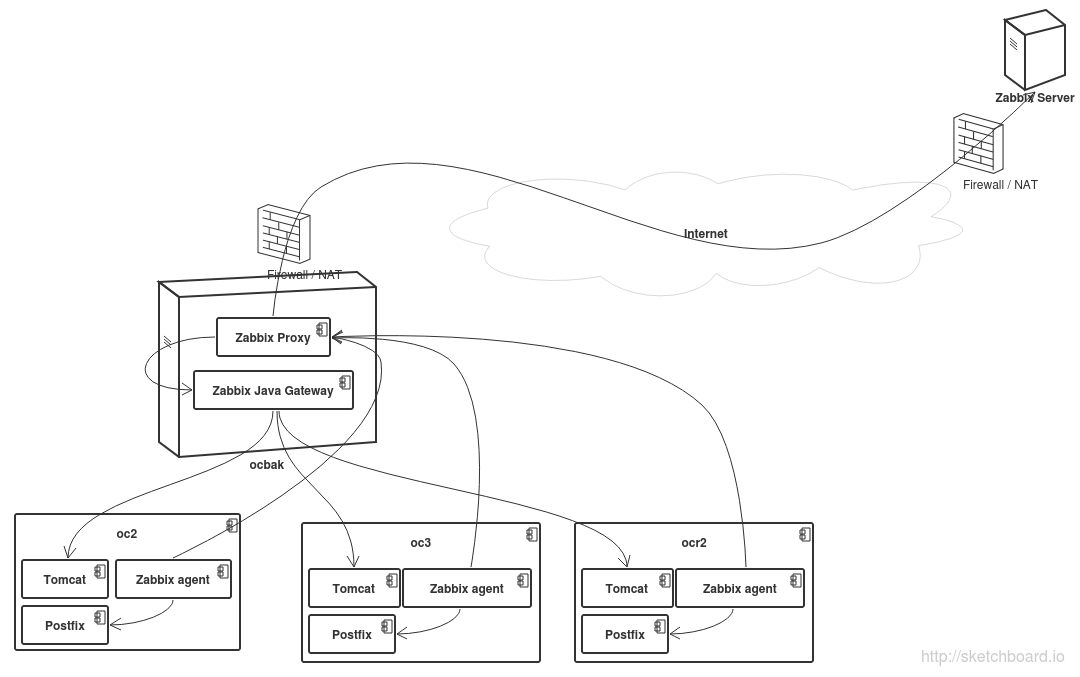 Zabbix Server
Firewall / NAT
Internet
Firewall / NAT
Zabbix Proxy
Zabbix Java Gateway
ocbak
oc2
Tomcat
Zabbix agent
Postfix
oc3
Tomcat
Zabbix agent
Postfix
ocr2
Tomcat
Zabbix agent
Postfix
http://sketchboard.io